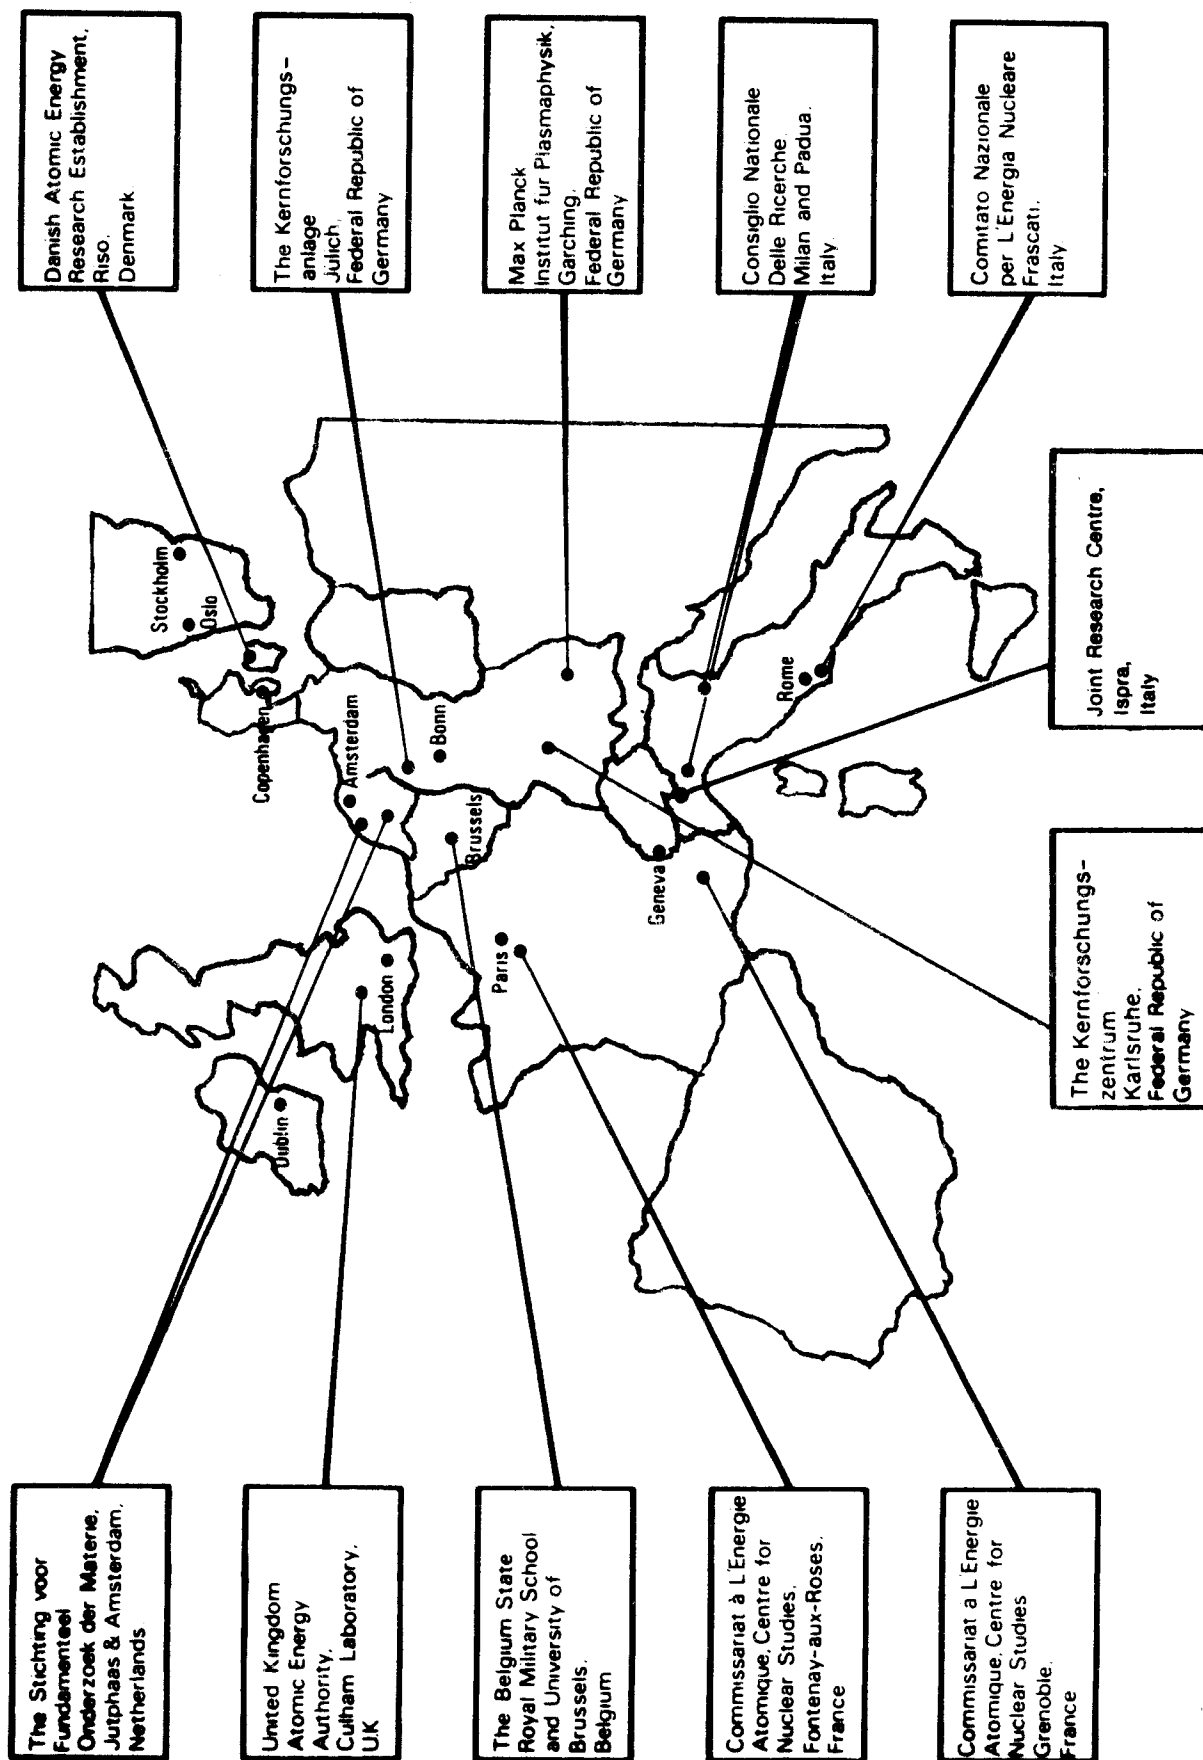 The Stichting voor
Fundamenteel
Onderzoek der Materie,
Jutphaas & Amsterdam,
Netherlands
United Kingdom
Atomic Energy
Authority,
Culham Laboratory,
U.K
The Belgium State
Royal Military School
and University of
Brussels.
Belgium
Commissariat à L'Energie
Atomique, Centre for
Nuclear Studies,
Fontenay-aux-Roses.
France
Commissariat a L'Energie
Atomique, Centre for
Nuclear Studies
Grenoble.
France
Dublin
London
Paris
Geneva
Brussels
Amsterdam
Bonn
Copenhagen
Oslo
Stockholm
Rome
The Kernforschungs-
zentrum
Karlsruhe,
Federal Republic of
Germany
Joint Research Centre,
Ispra,
Italy
Danish Atomic Energy
Research Establishment,
Riso,
Denmark
The Kernforschungs-
anlage
Julich,
Federal Republic of
Germany
Max Planck
Institut fur Plasmaphysik,
Garching,
Federal Republic of
Germany
Consiglio Nationale
Delle Ricerche
Milan and Padua.
Italy.
Comitato Nazionale
per L'Energia Nucleare
Frascati.
Italy